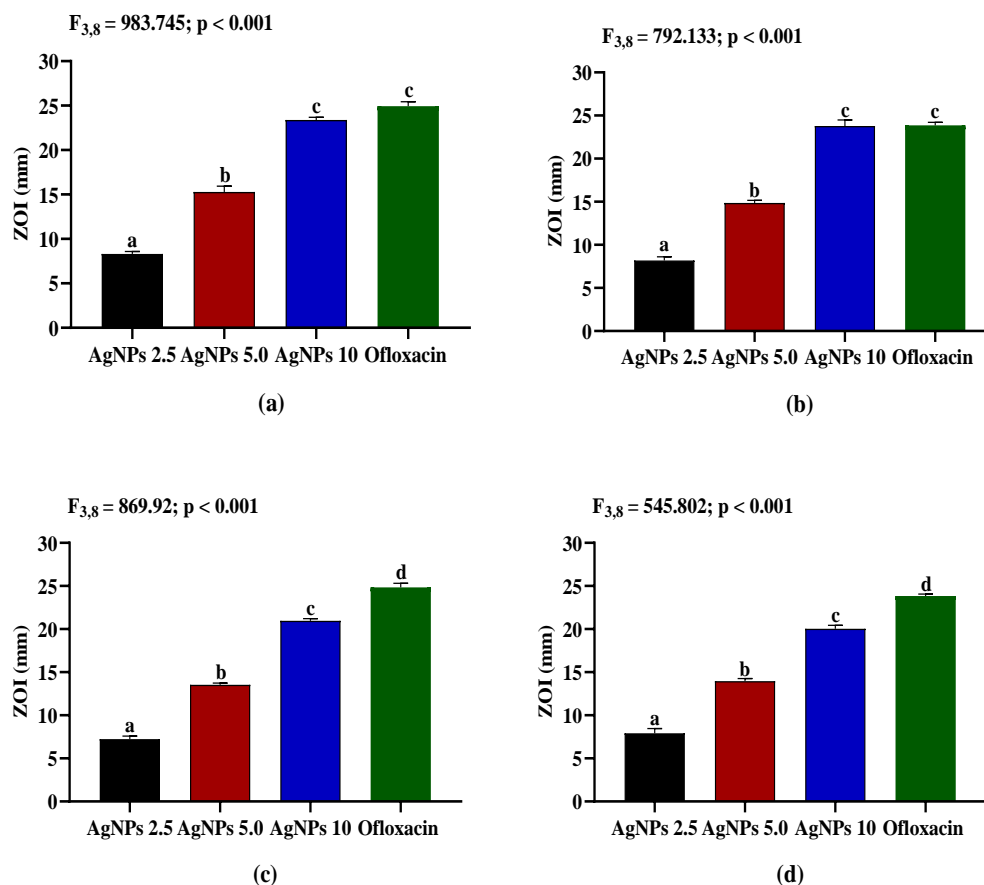 F3,8 = 983.745; p < 0.001
30
25
20
15
10
5
0
ZOI (mm)
a
b
c
c
AgNPs 2.5 AgNPs 5.0 AgNPs 10 Ofloxacin
(a)
F3,8 = 792.133; p < 0.001
30
25
20
15
10
5
0
ZOI (mm)
a
b
c
c
AgNPs 2.5 AgNPs 5.0 AgNPs 10 Ofloxacin
(b)
F3,8 = 869.92; p < 0.001
30
25
20
15
10
5
0
ZOI (mm)
a
b
c
d
AgNPs 2.5 AgNPs 5.0 AgNPs 10 Ofloxacin
(c)
F3,8 = 545.802; p < 0.001
30
25
20
15
10
5
0
ZOI (mm)
a
b
c
d
AgNPs 2.5 AgNPs 5.0 AgNPs 10 Ofloxacin
(d)